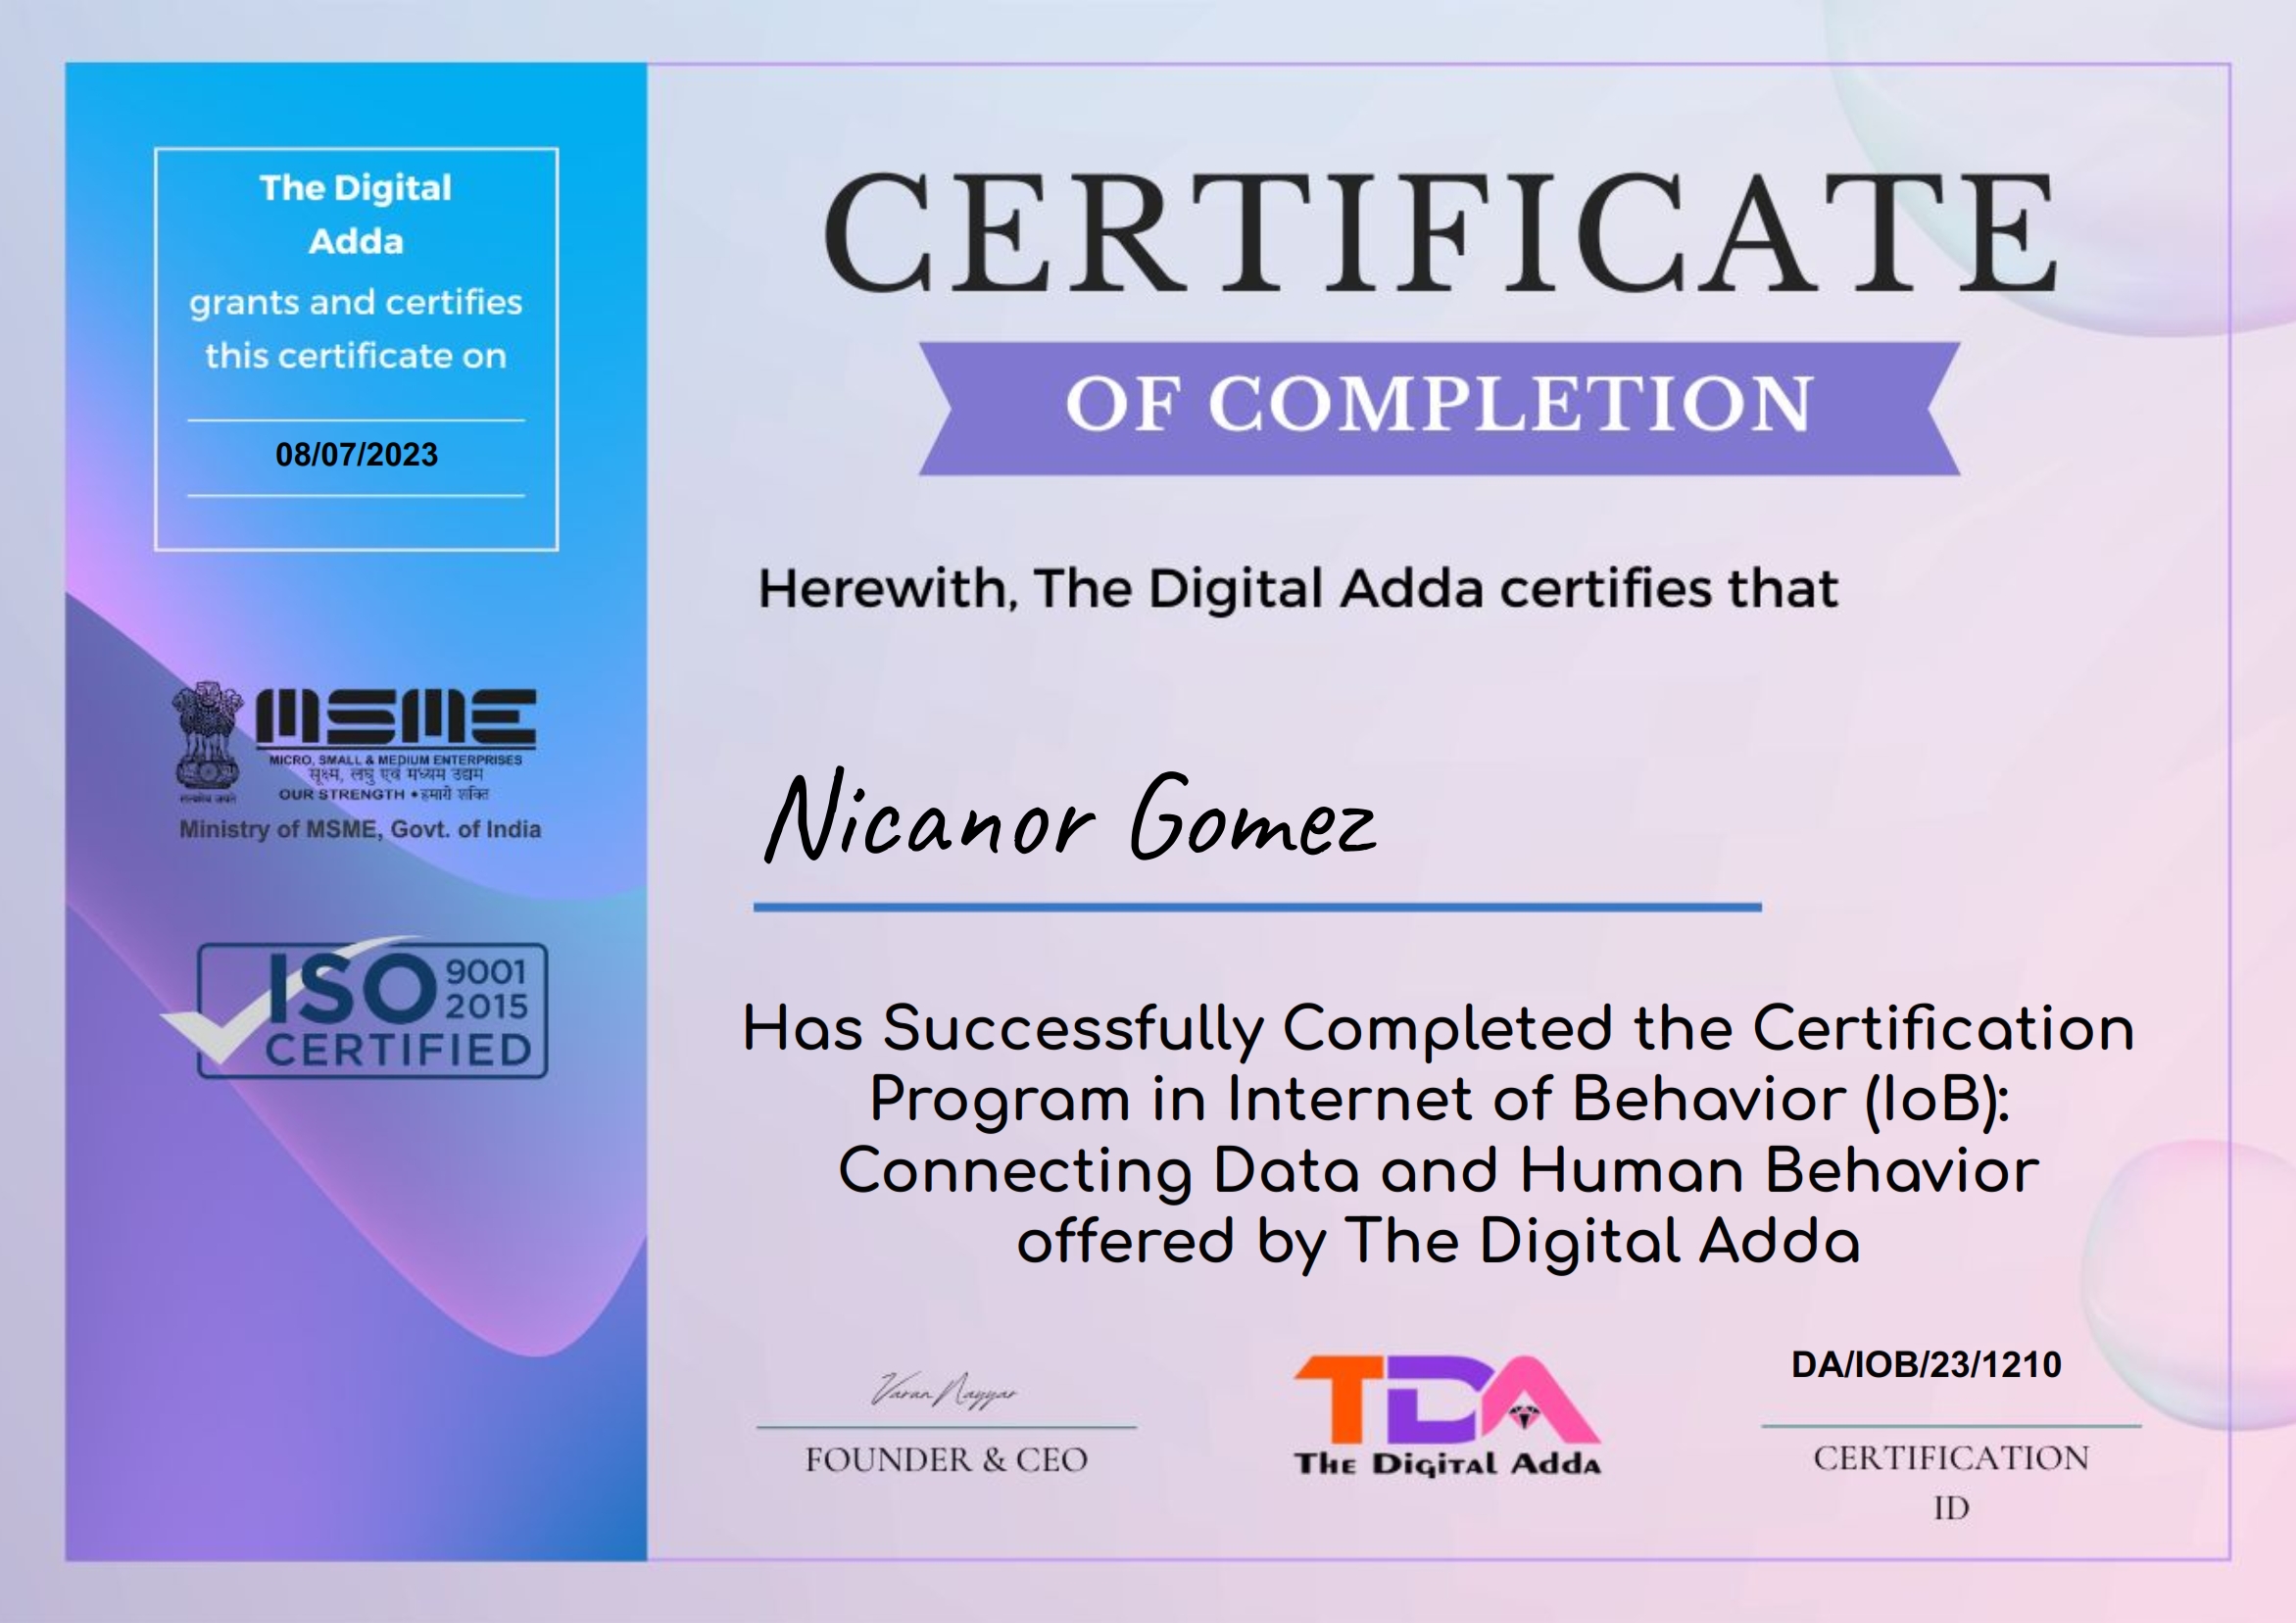 The Digital
Adda
grants and certifies
this certificate on
08/07/2023
MSME
MICRO, SMALL & MEDIUM ENTERPRISES
सूक्ष्म, लघु एवं मध्यम उद्यम
OUR STRENGTH • हमारी शक्ति
सत्यमेव जयते
Ministry of MSME, Govt. of India
ISO 9001
2015
CERTIFIED
CERTIFICATE
OF COMPLETION
Herewith, The Digital Adda certifies that
Nicanor Gomez
Has Successfully Completed the Certification
Program in Internet of Behavior (IoB):
Connecting Data and Human Behavior
offered by The Digital Adda
Varun Nayyar
FOUNDER & CEO
TDA
The Digital Adda
DA/IOB/23/1210
CERTIFICATION
ID